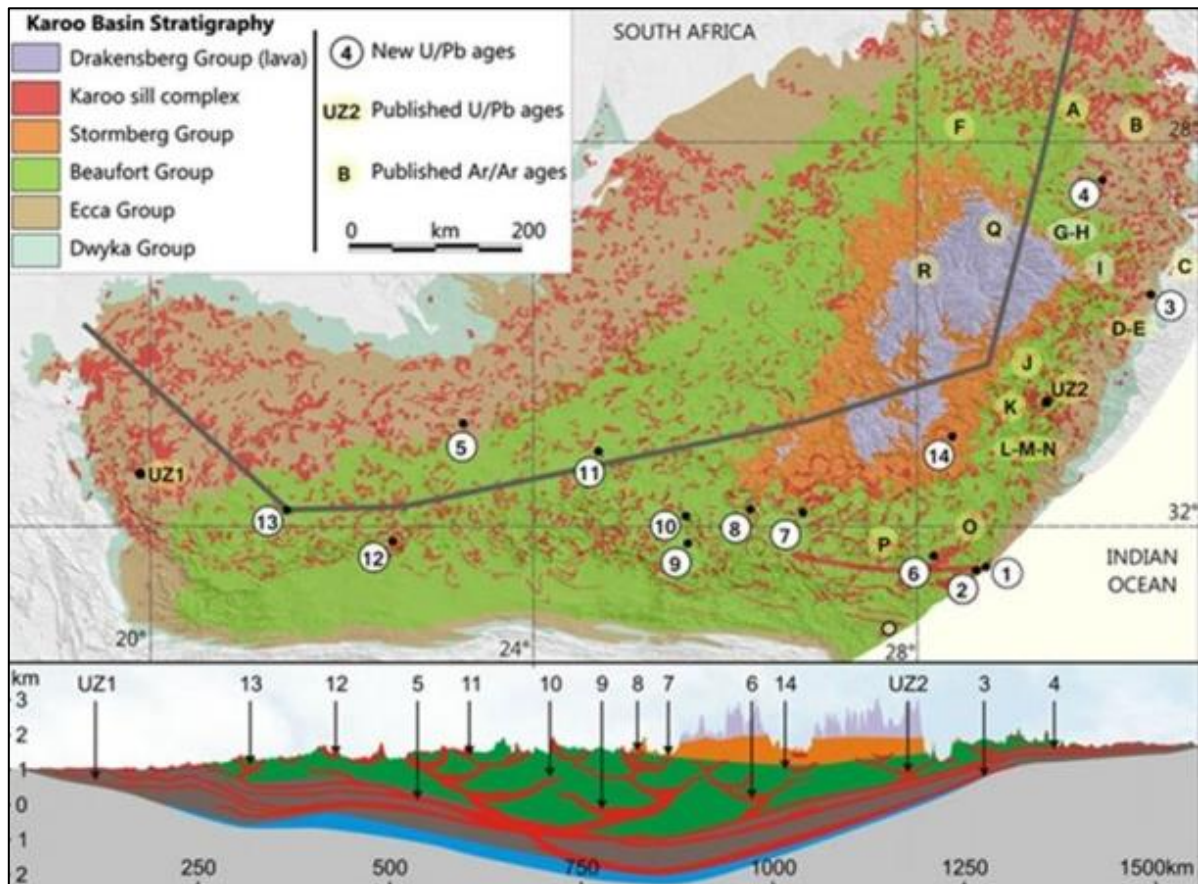 Karoo Basin Stratigraphy
Drakensberg Group (lava)
Karoo sill complex
Stormberg Group
Beaufort Group
Ecca Group
Dwyka Group
4 New U/Pb ages
UZ2 Published U/Pb ages
B Published Ar/Ar ages
0 km 200
SOUTH AFRICA
A
B
F
28°
4
Q
G-H
R
I
C
3
D-E
J
UZ2
K
5
11
14
L-M-N
UZ1
13
10
8
7
O
32°
12
9
P
6
2
1
INDIAN
OCEAN
20°
24°
28°
km
UZ1 13 12 5 11 10 9 8 7 6 14 UZ2 3 4
3
2
1
0
1
2
250 500 750 1000 1250 1500km